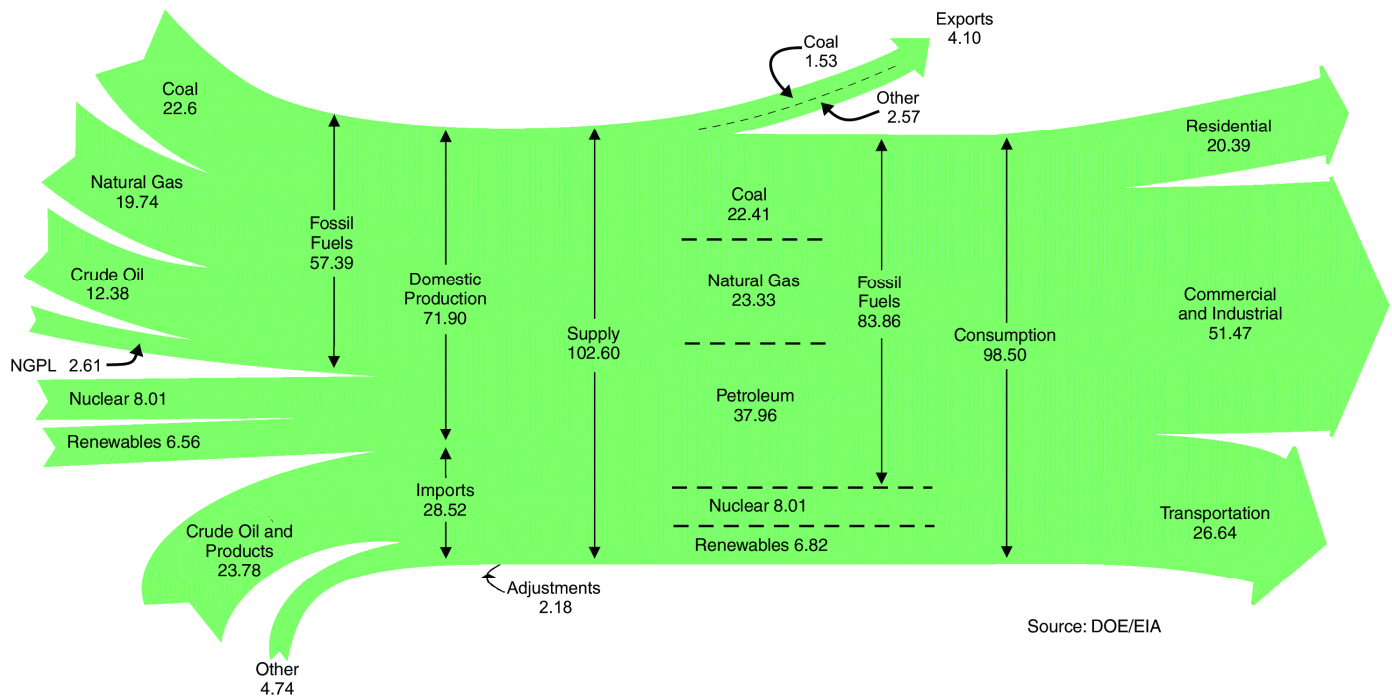 Exports
4.10
Coal
1.53
Other
2.57
Coal
22.6
Natural Gas
19.74
Crude Oil
12.38
NGPL 2.61
Nuclear 8.01
Renewables 6.56
Crude Oil and
Products
23.78
Other
4.74
Fossil
Fuels
57.39
Domestic
Production
71.90
Imports
28.52
Adjustments
2.18
Supply
102.60
Coal
22.41
Natural Gas
23.33
Petroleum
37.96
Nuclear 8.01
Renewables 6.82
Fossil
Fuels
83.86
Consumption
98.50
Residential
20.39
Commercial
and Industrial
51.47
Transportation
26.64
Source: DOE/EIA